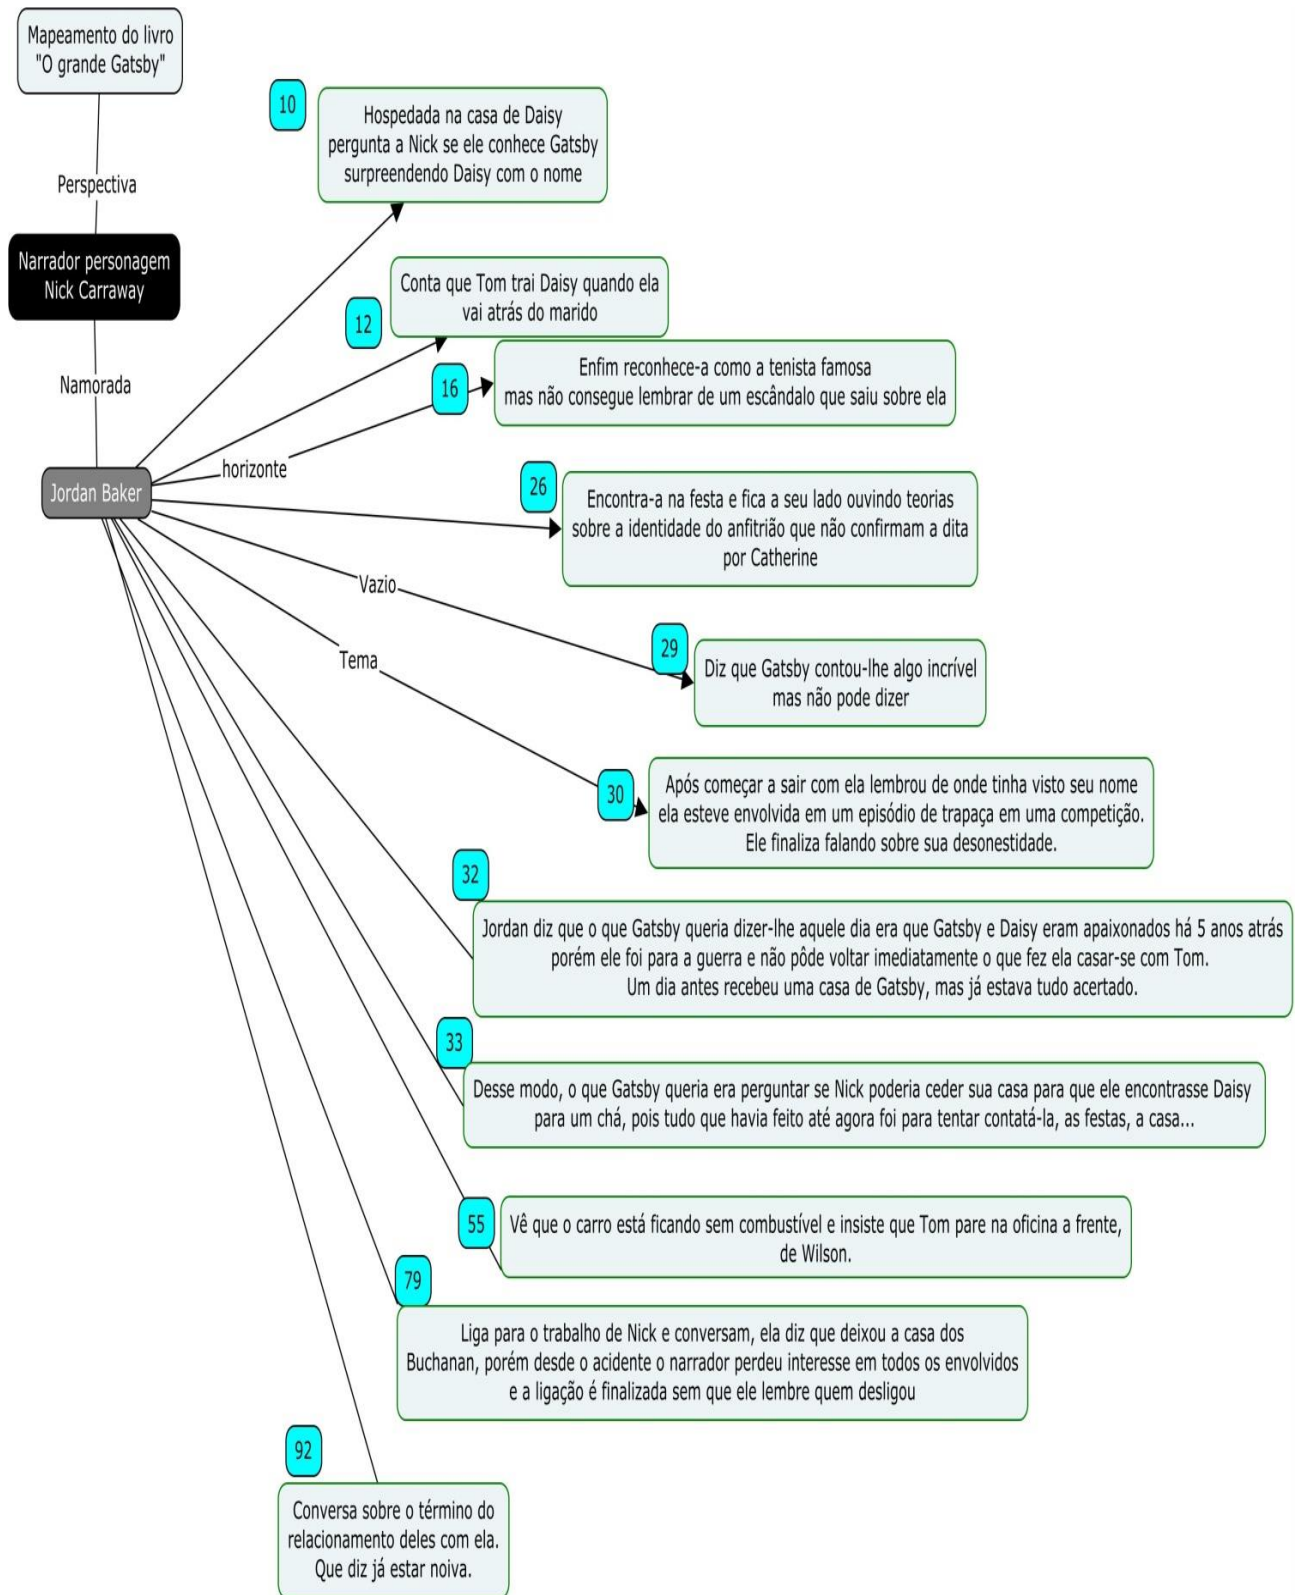 Mapeamento do livro
"O grande Gatsby"
Perspectiva
Narrador personagem
Nick Carraway
Namorada
Jordan Baker
10
Hospedada na casa de Daisy
pergunta a Nick se ele conhece Gatsby
surpreendendo Daisy com o nome
12
Conta que Tom trai Daisy quando ela
vai atrás do marido
horizonte
16
Enfim reconhece-a como a tenista famosa
mas não consegue lembrar de um escândalo que saiu sobre ela
26
Encontra-a na festa e fica a seu lado ouvindo teorias
sobre a identidade do anfitrião que não confirmam a dita
por Catherine
Vazio
29
Diz que Gatsby contou-lhe algo incrível
mas não pode dizer
Tema
30
Após começar a sair com ela lembrou de onde tinha visto seu nome
ela esteve envolvida em um episódio de trapaça em uma competição.
Ele finaliza falando sobre sua desonestidade.
32
Jordan diz que o que Gatsby queria dizer-lhe aquele dia era que Gatsby e Daisy eram apaixonados há 5 anos atrás
porém ele foi para a guerra e não pôde voltar imediatamente o que fez ela casar-se com Tom.
Um dia antes recebeu uma casa de Gatsby, mas já estava tudo acertado.
33
Desse modo, o que Gatsby queria era perguntar se Nick poderia ceder sua casa para que ele encontrasse Daisy
para um chá, pois tudo que havia feito até agora foi para tentar contatá-la, as festas, a casa...
55
Vê que o carro está ficando sem combustível e insiste que Tom pare na oficina a frente,
de Wilson.
79
Liga para o trabalho de Nick e conversam, ela diz que deixou a casa dos
Buchanan, porém desde o acidente o narrador perdeu interesse em todos os envolvidos
e a ligação é finalizada sem que ele lembre quem desligou
92
Conversa sobre o término do
relacionamento deles com ela.
Que diz já estar noiva.